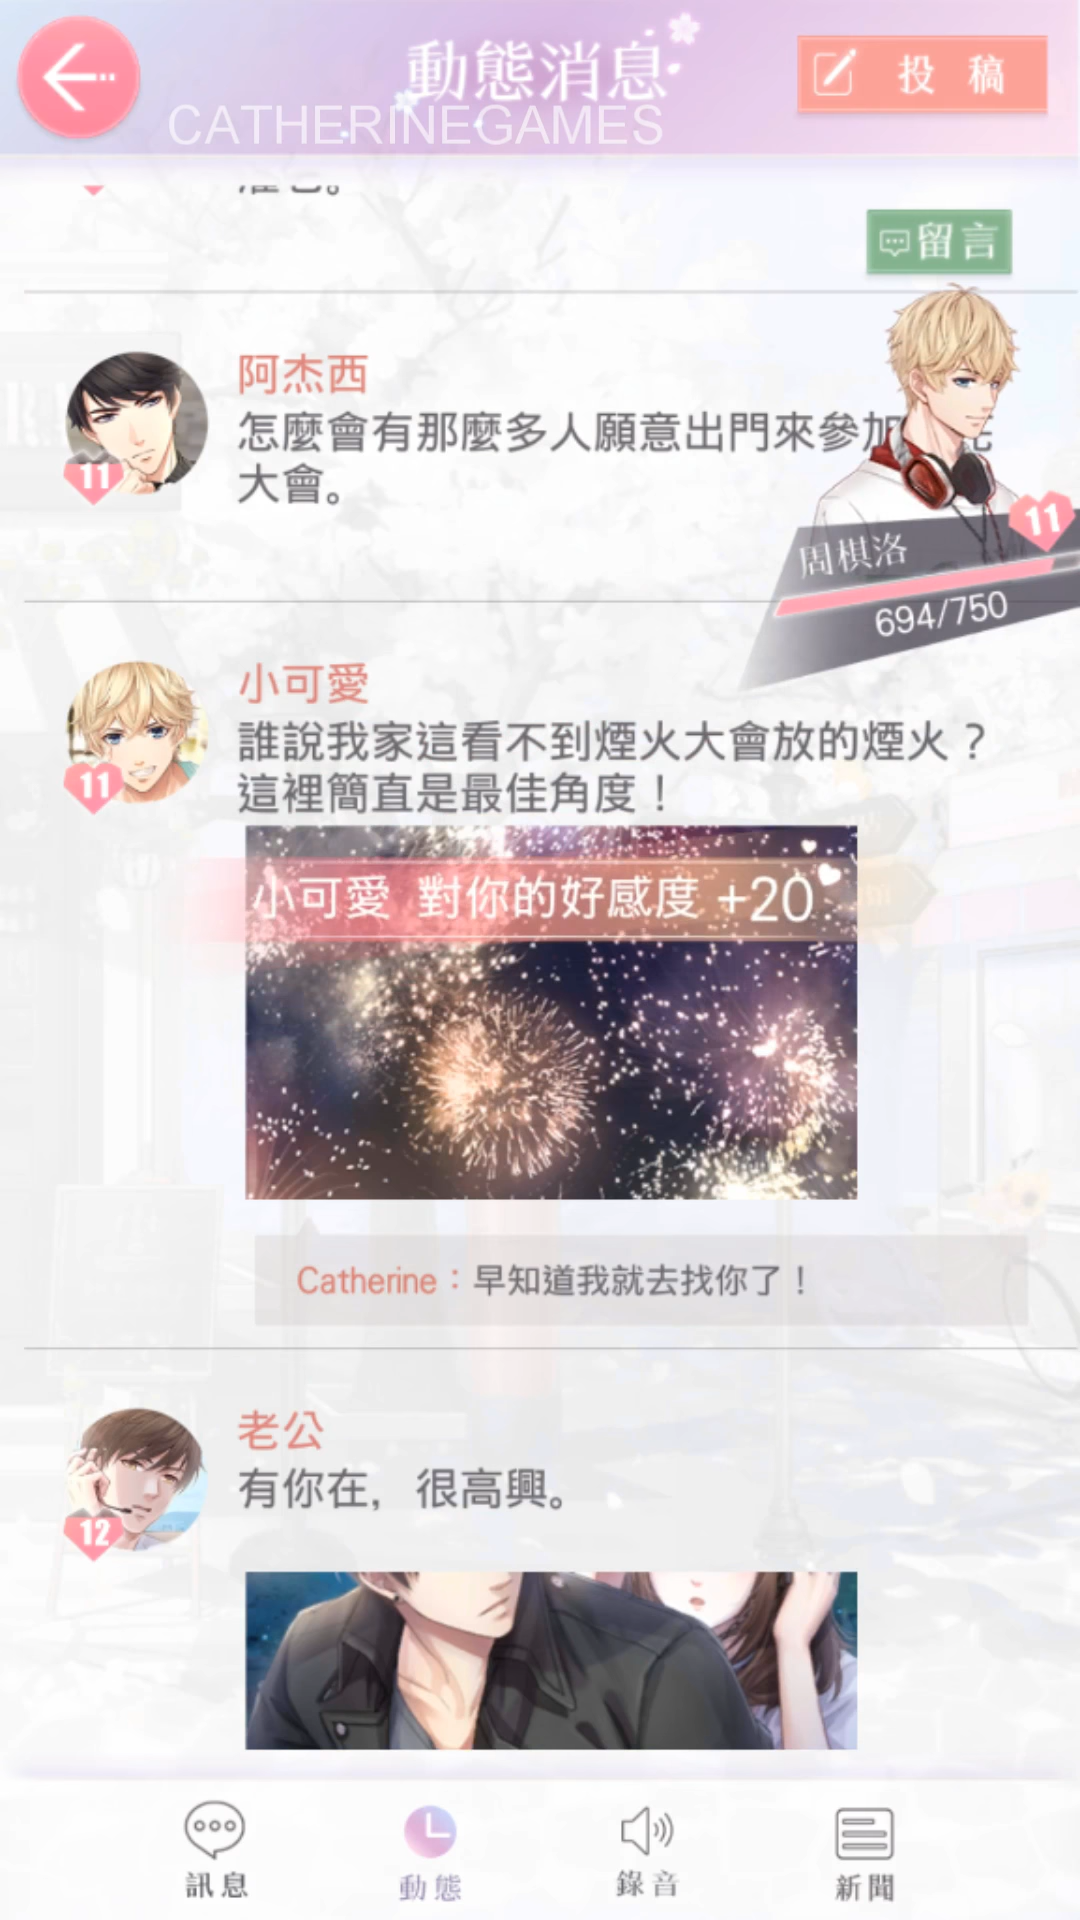 動態消息
投稿
CATHERINEGAMES
留言
阿杰西
怎麼會有那麼多人願意出門來參加
大會。
11
周棋洛
11
694/750
小可愛
誰說我家這看不到煙火大會放的煙火？
這裡簡直是最佳角度！
11
小可愛 對你的好感度 +20
Catherine：早知道我就去找你了！
老公
有你在，很高興。
12
訊息
動態
錄音
新聞